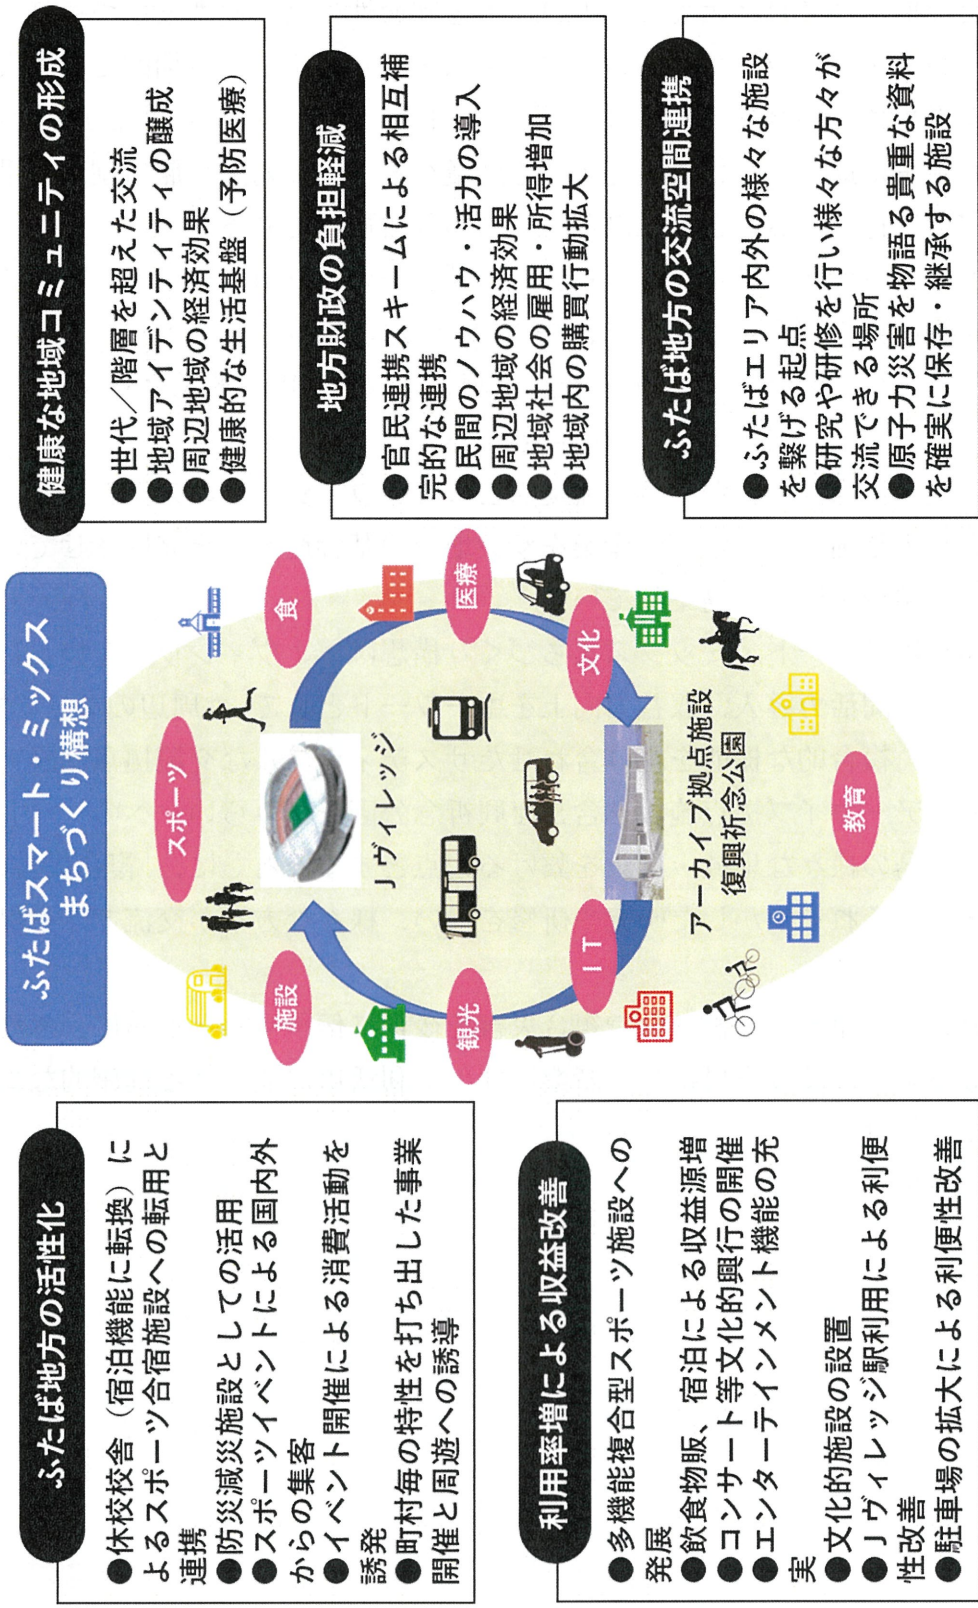 ふたばスマート・ミックス
まちづくり構想
ふたば地方の活性化
●休校校舎（宿泊機能に転換）に
よるスポーツ合宿施設への転用と
連携
●防災減災施設としての活用
●スポーツイベントによる国内外
からの集客
●イベント開催による消費活動を
誘発
●町村毎の特性を打ち出した事業
開催と周遊への誘導
利用率増による収益改善
●多機能複合型スポーツ施設への
発展
●飲食物販、宿泊による収益源増
●コンサート等文化的興行の開催
●エンターテインメント機能の充
実
●文化的施設の設置
●Ｊヴィレッジ駅利用による利便
性改善
●駐車場の拡大による利便性改善
スポーツ
施設
食
Ｊヴィレッジ
観光
医療
ＩＴ
文化
アーカイブ拠点施設
復興祈念公園
教育
健康な地域コミュニティの形成
●世代／階層を超えた交流
●地域アイデンティティの醸成
●周辺地域の経済効果
●健康的な生活基盤（予防医療）
地方財政の負担軽減
●官民連携スキームによる相互補
完的な連携
●民間のノウハウ・活力の導入
●周辺地域の経済効果
●地域社会の雇用・所得増加
●地域内の購買行動拡大
ふたば地方の交流空間連携
●ふたばエリア内外の様々な施設
を繋げる起点
●研究や研修を行い様々な方々が
交流できる場所
●原子力災害を物語る貴重な資料
を確実に保存・継承する施設